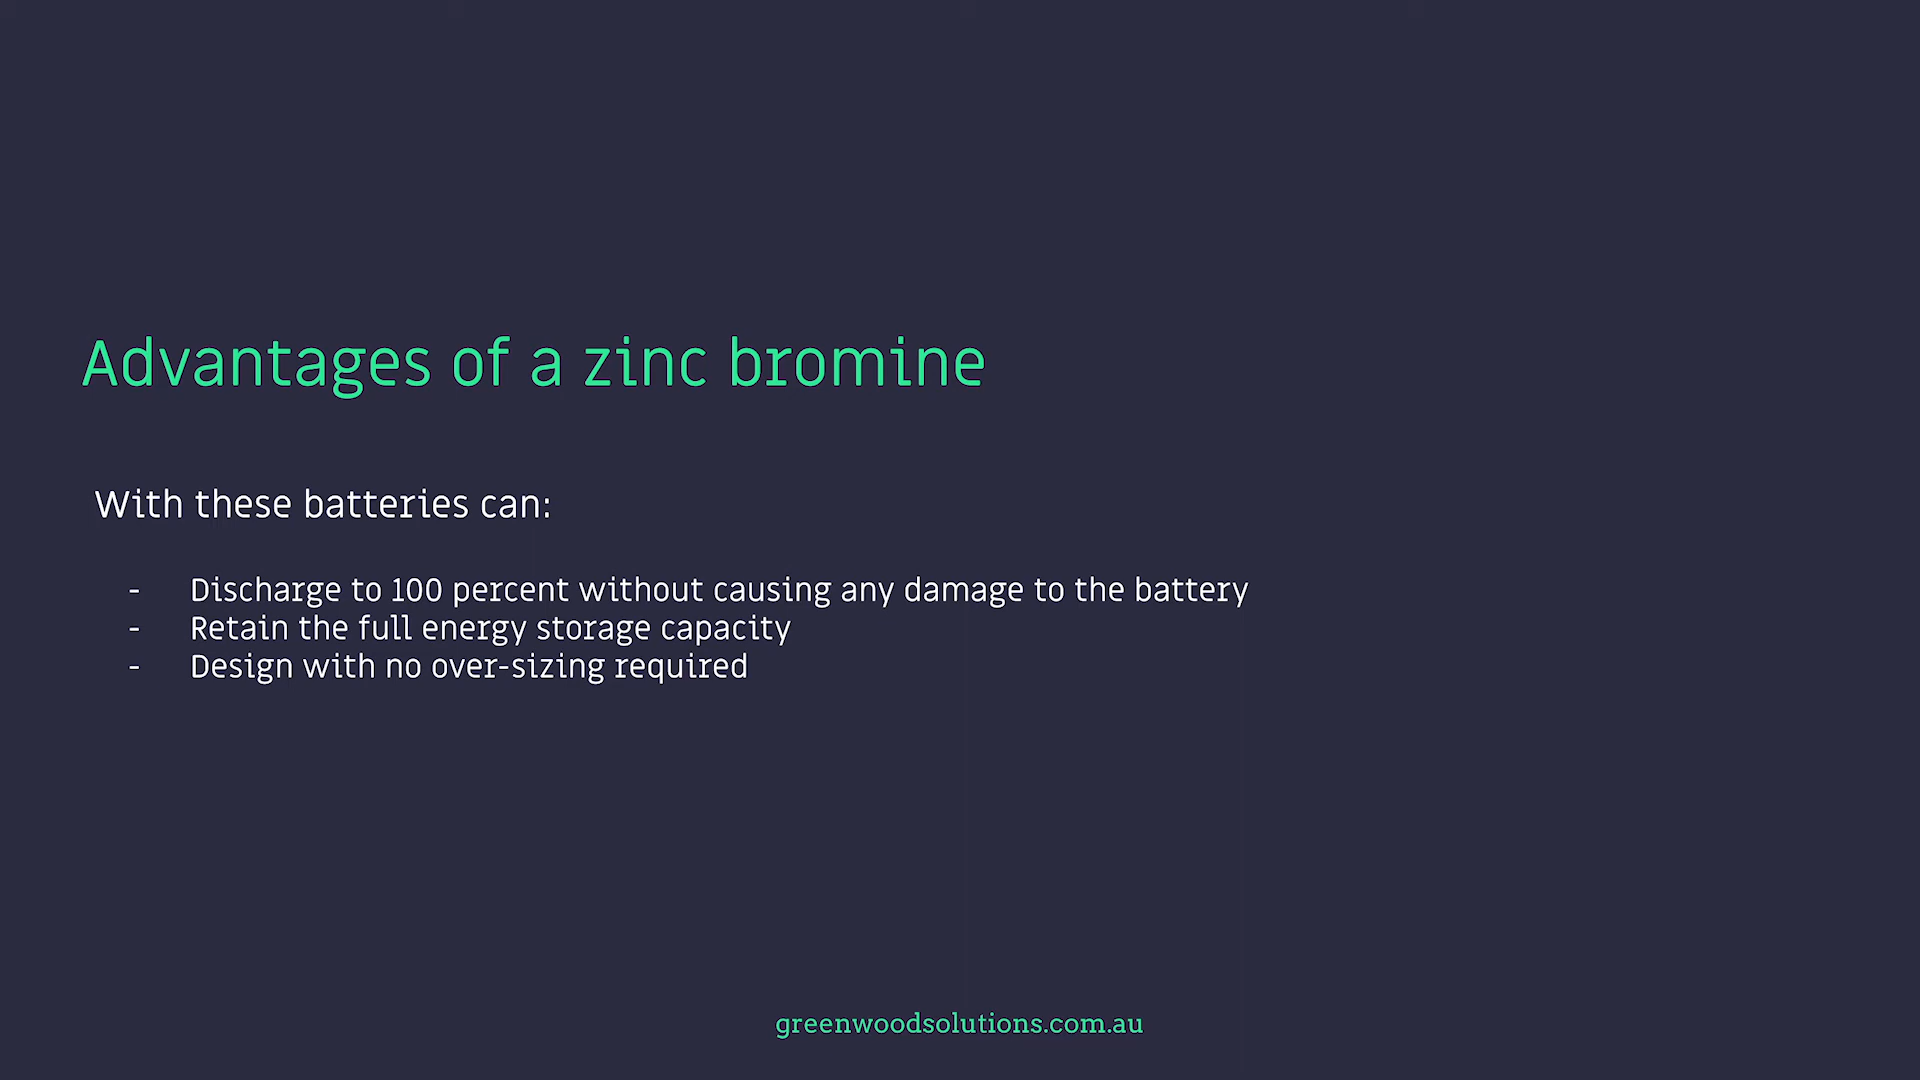 Advantages of a zinc bromine
With these batteries can:
- Discharge to 100 percent without causing any damage to the battery
- Retain the full energy storage capacity
- Design with no over-sizing required
greenwoodsolutions.com.au